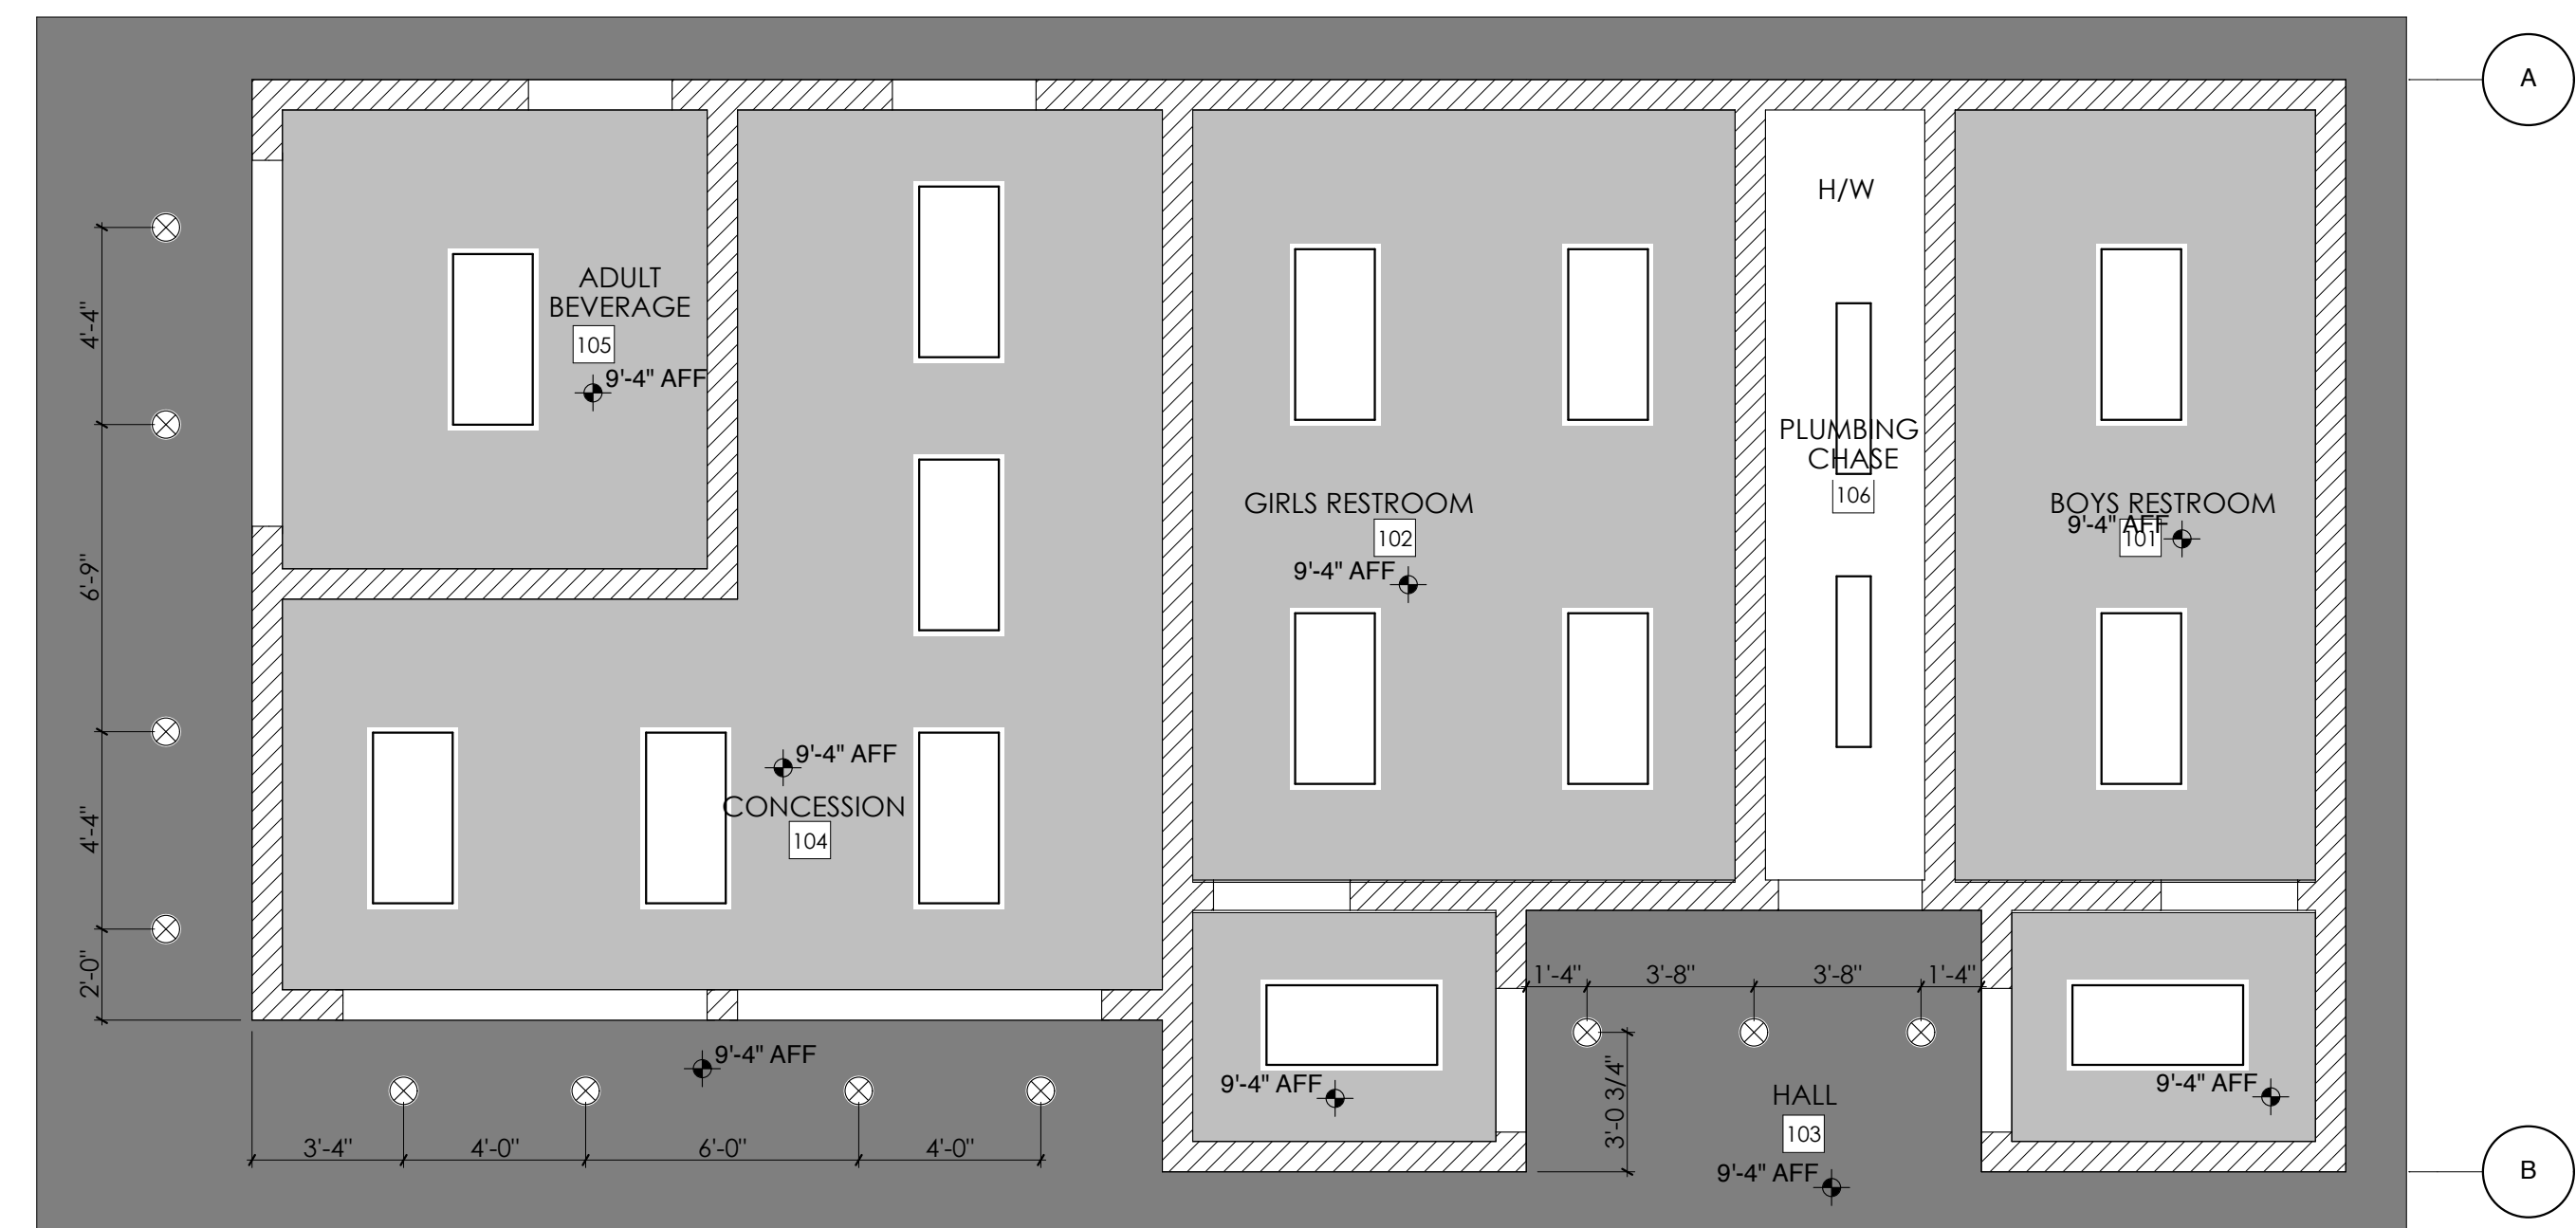 A
H/W
ADULT
BEVERAGE
105
9'-4" AFF
4'-4"
PLUMBING
CHASE
106
GIRLS RESTROOM
102
9'-4" AFF
BOYS RESTROOM
9'-4" AFF
101
6'-9"
9'-4" AFF
CONCESSION
104
4'-4"
2'-0"
1'-4"
3'-8"
3'-8"
1'-4"
9'-4" AFF
9'-4" AFF
3'-0 3/4"
HALL
103
9'-4" AFF
9'-4" AFF
3'-4"
4'-0"
6'-0"
4'-0"
B